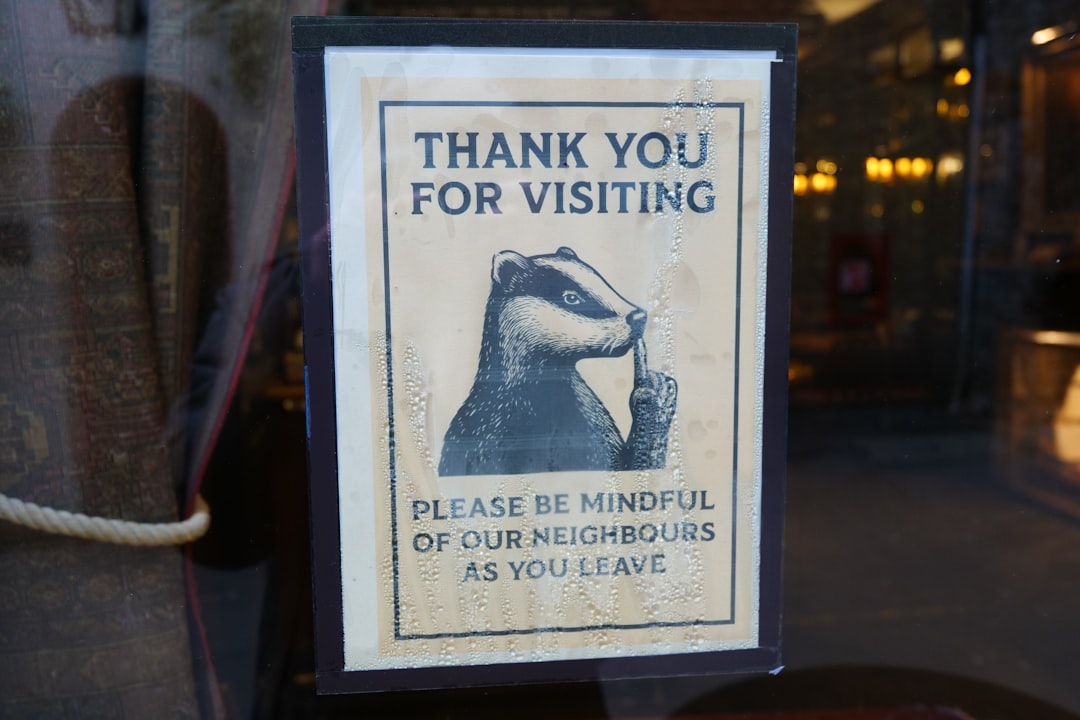 THANK YOU
FOR VISITING
PLEASE BE MINDFUL
OF OUR NEIGHBOURS
AS YOU LEAVE